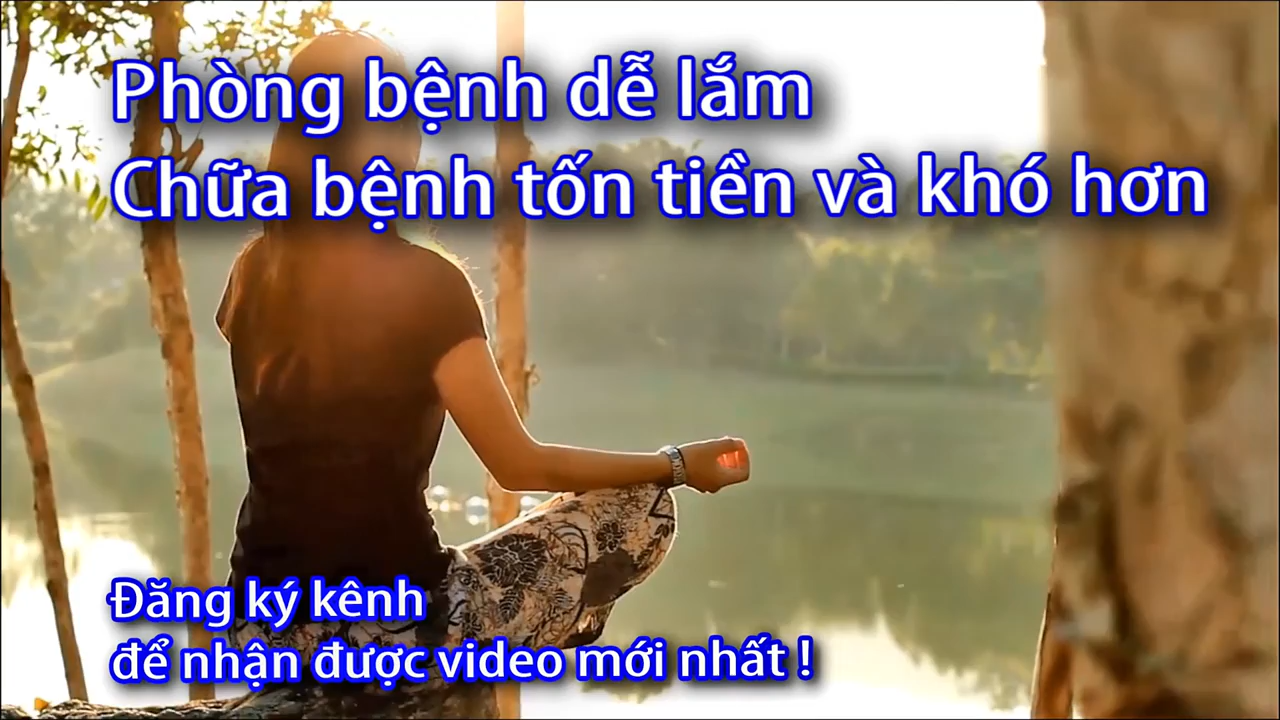 Phòng bệnh dễ lắm
Chữa bệnh tốn tiền và khó hơn
Đăng ký kênh
để nhận được video mới nhất !